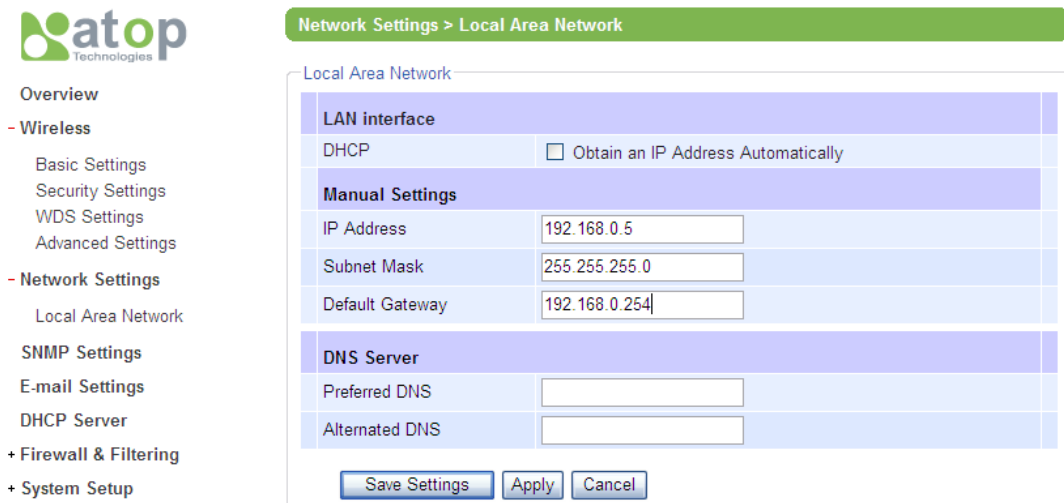 atop
Technologies
Overview
- Wireless
Basic Settings
Security Settings
WDS Settings
Advanced Settings
- Network Settings
Local Area Network
SNMP Settings
E-mail Settings
DHCP Server
+ Firewall & Filtering
+ System Setup
Network Settings > Local Area Network
Local Area Network
LAN interface
DHCP Obtain an IP Address Automatically
Manual Settings
IP Address 192.168.0.5
Subnet Mask 255.255.255.0
Default Gateway 192.168.0.254
DNS Server
Preferred DNS
Alternated DNS
Save Settings Apply Cancel